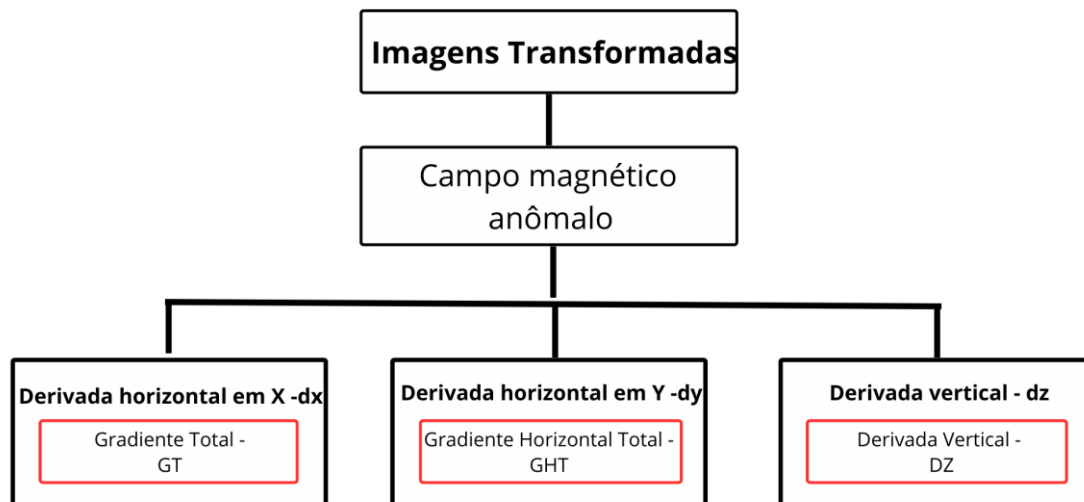 Imagens Transformadas
Campo magnético
anômalo
Derivada horizontal em X -dx
Gradiente Total -
GT
Derivada horizontal em Y -dy
Gradiente Horizontal Total -
GHT
Derivada vertical - dz
Derivada Vertical -
DZ